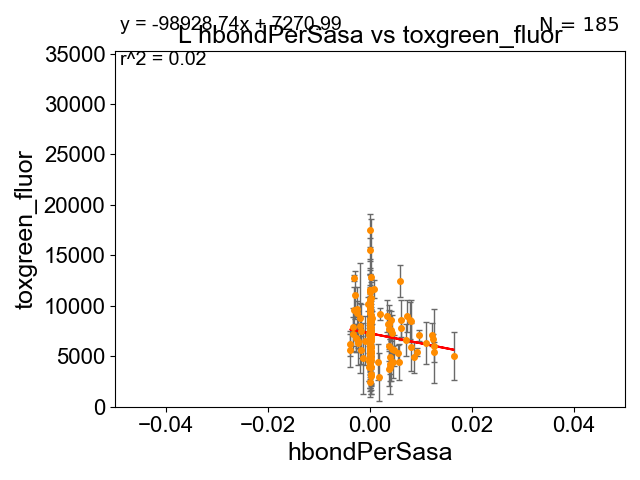 y = -98928.74x + 7270.99
N = 185
L hbondPerSasa vs toxgreen_fluor
r^2 = 0.02
35000
30000
25000
20000
15000
10000
5000
0
toxgreen_fluor
−0.04
−0.02
0.00
0.02
0.04
hbondPerSasa